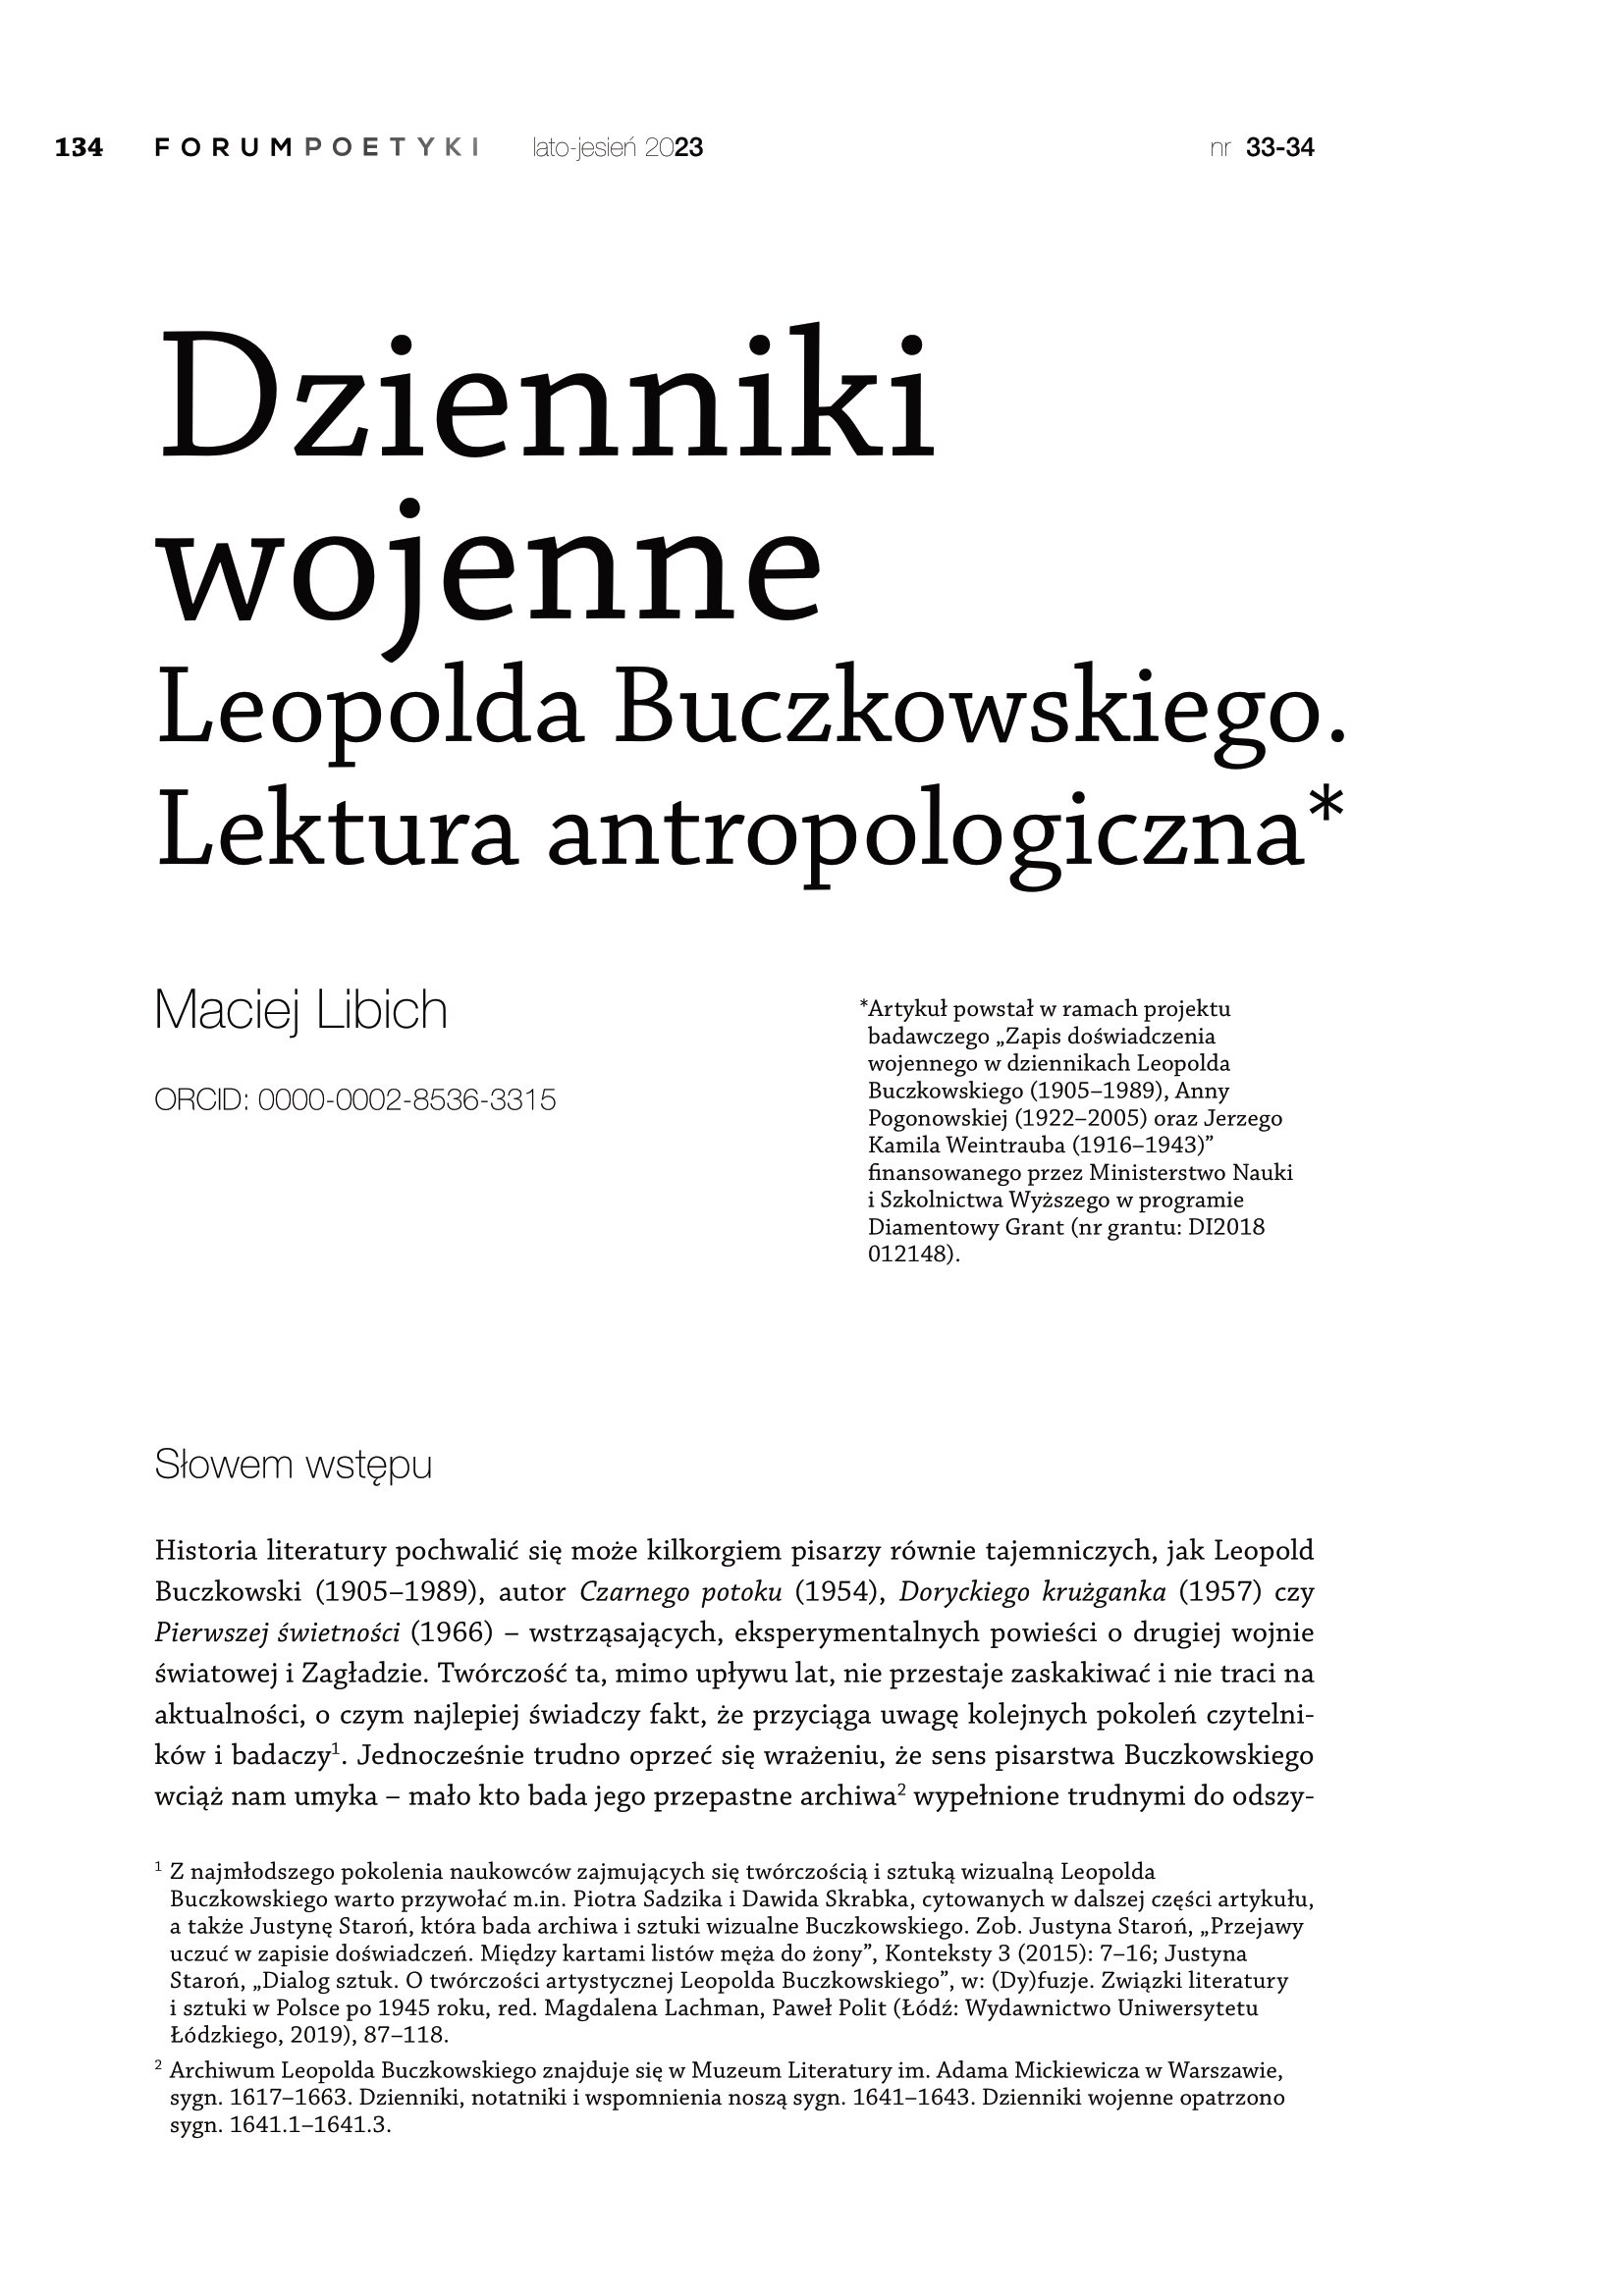 134 FORUMPOETYKI lato-jesień 2023 nr 33-34
Dzienniki
wojenne
Leopolda Buczkowskiego.
Lektura antropologiczna*
Maciej Libich
ORCID: 0000-0002-8536-3315
*Artykuł powstał w ramach projektu
badawczego „Zapis doświadczenia
wojennego w dziennikach Leopolda
Buczkowskiego (1905–1989), Anny
Pogonowskiej (1922–2005) oraz Jerzego
Kamila Weintrauba (1916–1943)”
finansowanego przez Ministerstwo Nauki
i Szkolnictwa Wyższego w programie
Diamentowy Grant (nr grantu: DI2018
012148).
Słowem wstępu
Historia literatury pochwalić się może kilkorgiem pisarzy równie tajemniczych, jak Leopold
Buczkowski (1905–1989), autor Czarnego potoku (1954), Doryckiego krużganka (1957) czy
Pierwszej świetności (1966) – wstrząsających, eksperymentalnych powieści o drugiej wojnie
światowej i Zagładzie. Twórczość ta, mimo upływu lat, nie przestaje zaskakiwać i nie traci na
aktualności, o czym najlepiej świadczy fakt, że przyciąga uwagę kolejnych pokoleń czytelni-
ków i badaczy1. Jednocześnie trudno oprzeć się wrażeniu, że sens pisarstwa Buczkowskiego
wciąż nam umyka – mało kto bada jego przepastne archiwa2 wypełnione trudnymi do odszy-
1 Z najmłodszego pokolenia naukowców zajmujących się twórczością i sztuką wizualną Leopolda
Buczkowskiego warto przywołać m.in. Piotra Sadzika i Dawida Skrabka, cytowanych w dalszej części artykułu,
a także Justynę Staroń, która bada archiwa i sztuki wizualne Buczkowskiego. Zob. Justyna Staroń, „Przejawy
uczuć w zapisie doświadczeń. Między kartami listów męża do żony”, Konteksty 3 (2015): 7–16; Justyna
Staroń, „Dialog sztuk. O twórczości artystycznej Leopolda Buczkowskiego”, w: (Dy)fuzje. Związki literatury
i sztuki w Polsce po 1945 roku, red. Magdalena Lachman, Paweł Polit (Łódź: Wydawnictwo Uniwersytetu
Łódzkiego, 2019), 87–118.
2 Archiwum Leopolda Buczkowskiego znajduje się w Muzeum Literatury im. Adama Mickiewicza w Warszawie,
sygn. 1617–1663. Dzienniki, notatniki i wspomnienia noszą sygn. 1641–1643. Dzienniki wojenne opatrzono
sygn. 1641.1–1641.3.